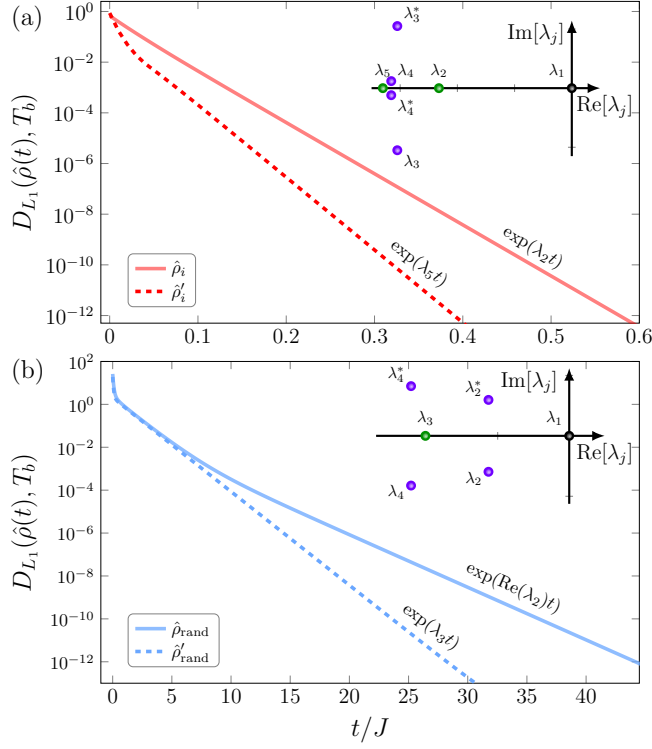 (a)
D_{L_1}(ρ̂(t), T_b)
10^0
10^{-2}
10^{-4}
10^{-6}
10^{-8}
10^{-10}
10^{-12}
0
0.1
0.2
0.3
0.4
0.5
0.6
λ_3^*
Im[λ_j]
λ_5
λ_4
λ_2
λ_1
λ_4^*
Re[λ_j]
λ_3
exp(λ_2t)
exp(λ_5t)
ρ̂_i
ρ̂_i′
(b)
D_{L_1}(ρ̂(t), T_b)
10^2
10^0
10^{-2}
10^{-4}
10^{-6}
10^{-8}
10^{-10}
10^{-12}
0
5
10
15
20
25
30
35
40
λ_4^*
λ_2^*
Im[λ_j]
λ_3
λ_1
Re[λ_j]
λ_4
λ_2
exp(Re(λ_2)t)
exp(λ_3t)
ρ̂_rand
ρ̂′_rand
t/J